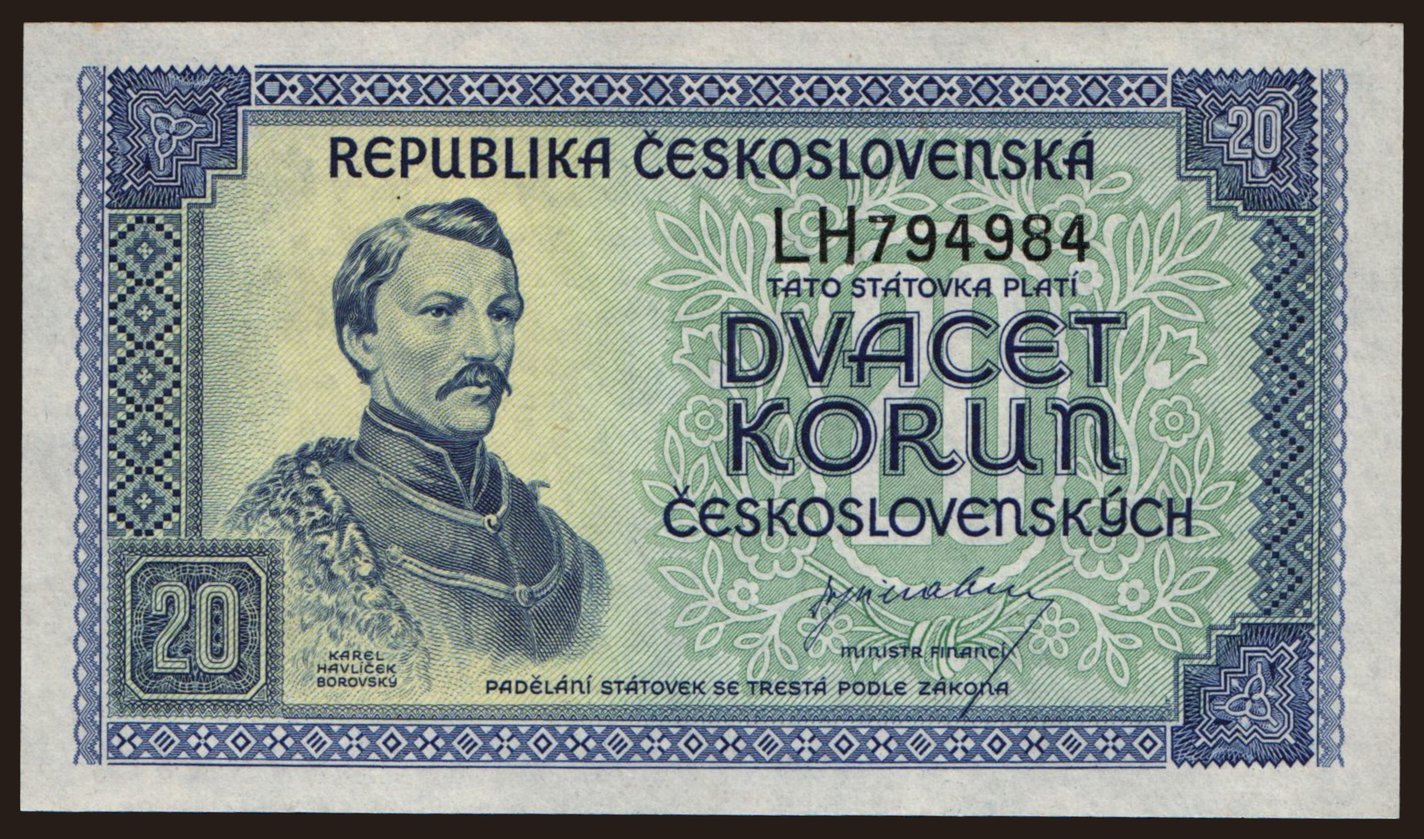 20
REPUBLIKA ČESKOSLOVENSKÁ
LH794984
TATO STÁTOVKA PLATÍ
20
DVACET
KORUN
ČESKOSLOVENSKÝCH
20
KAREL
HAVLÍČEK
BOROVSKÝ
MINISTR FINANCÍ
PADĚLÁNÍ STÁTOVEK SE TRESTÁ PODLE ZÁKONA